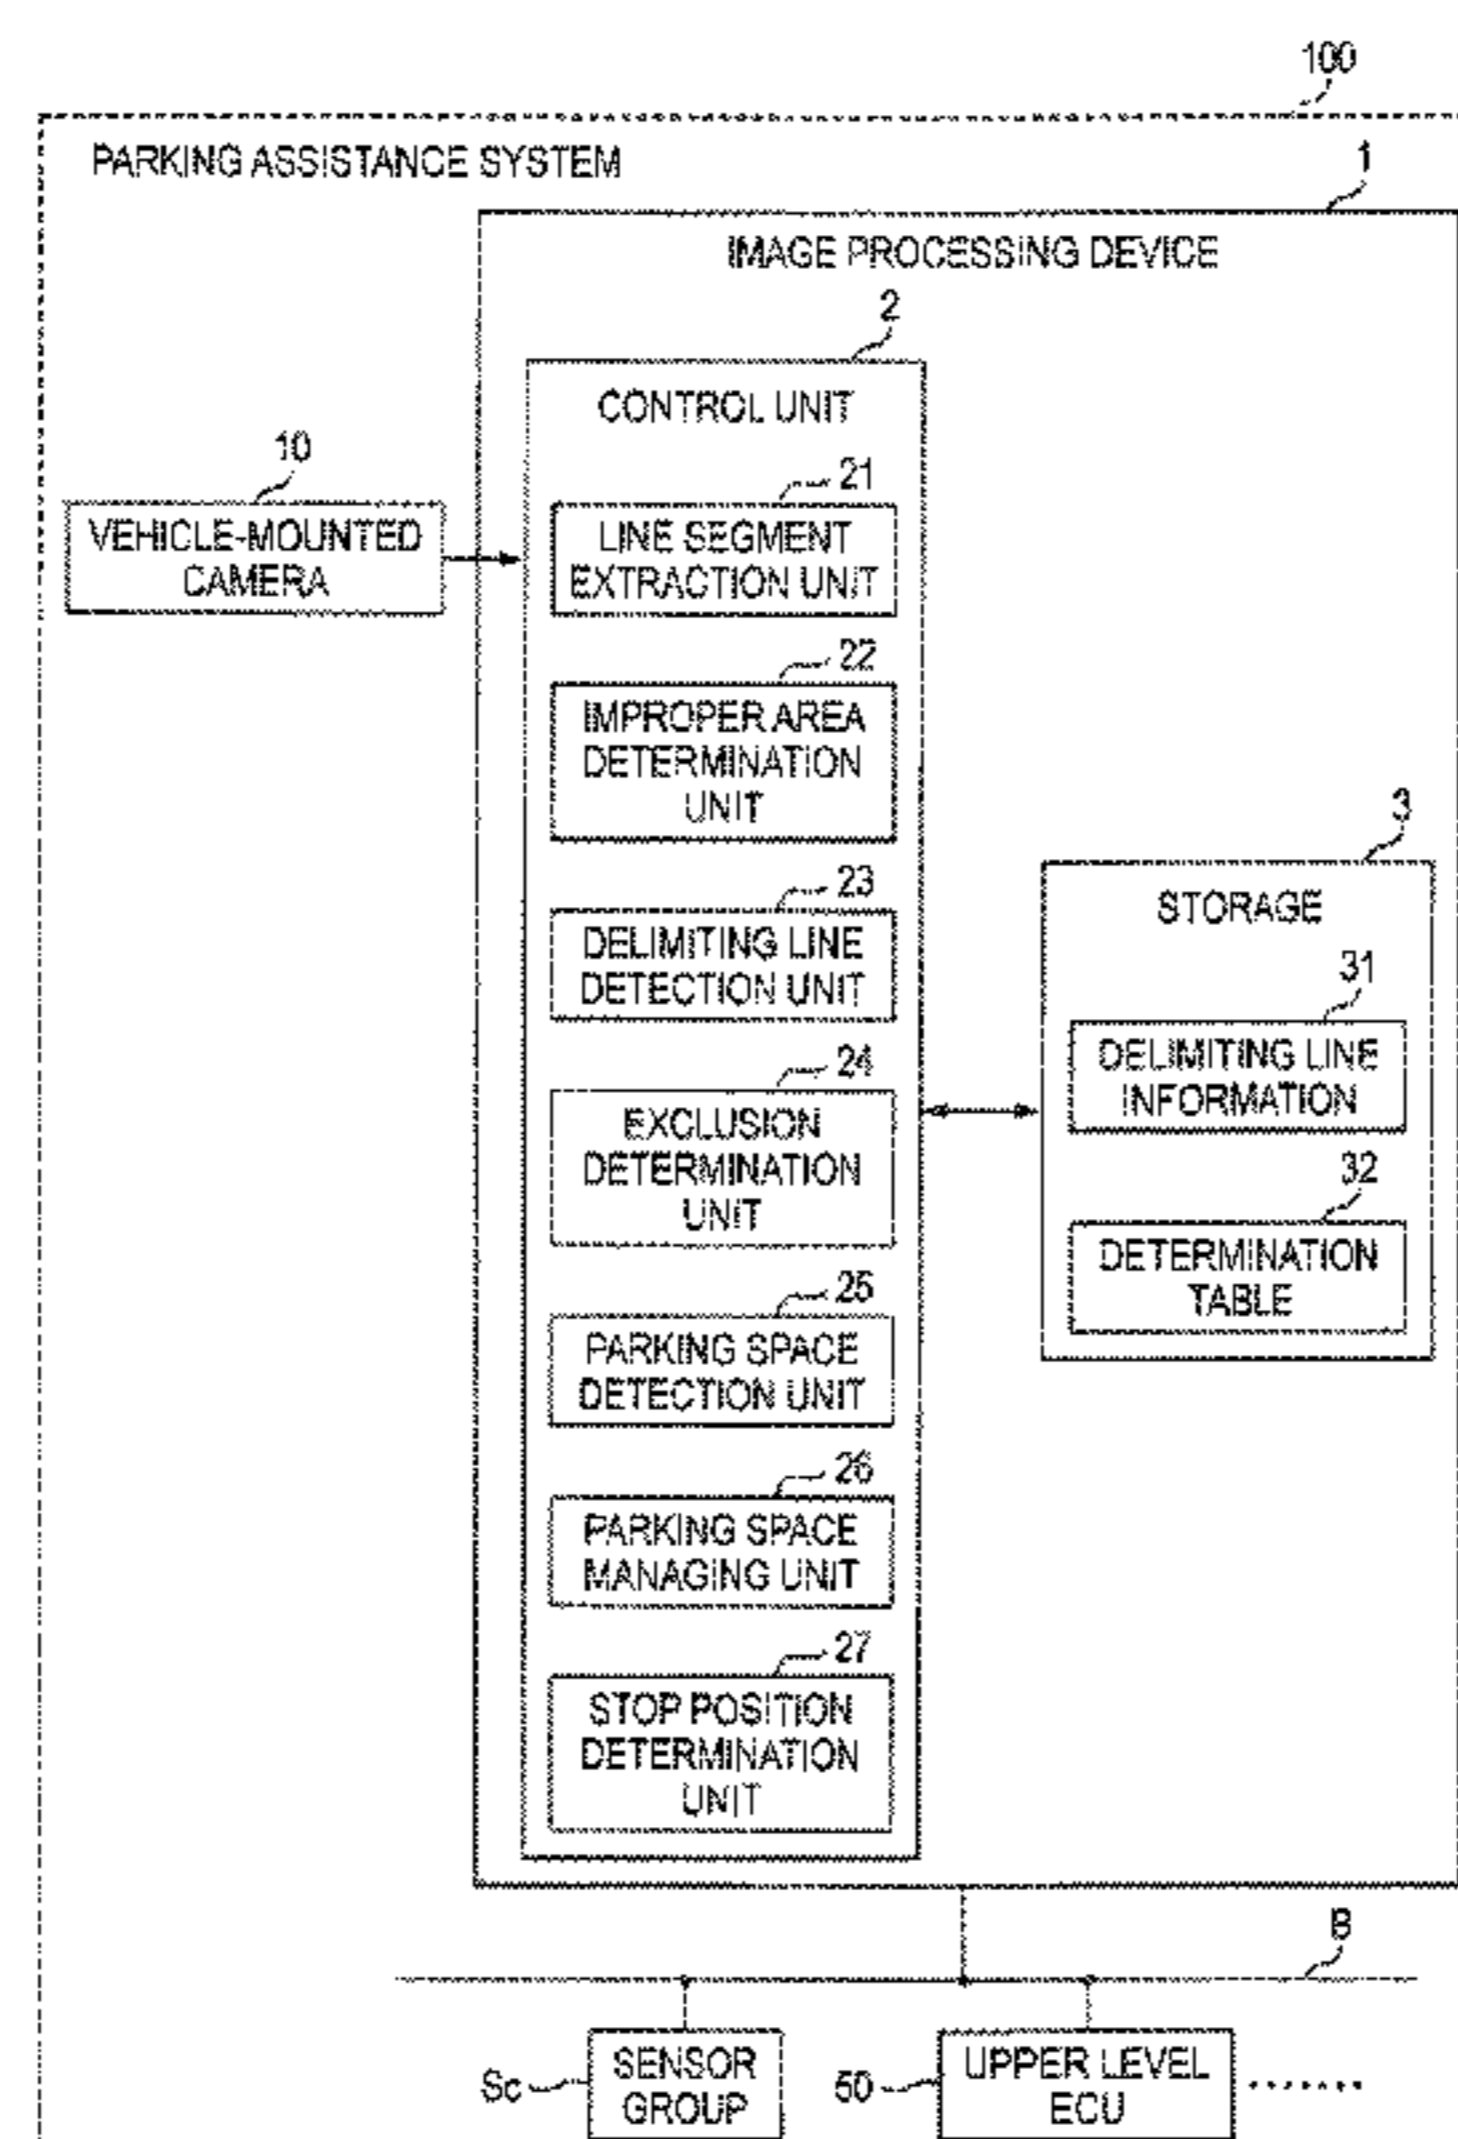 100
PARKING ASSISTANCE SYSTEM
1
IMAGE PROCESSING DEVICE
2
CONTROL UNIT
10
VEHICLE-MOUNTED
CAMERA
21
LINE SEGMENT
EXTRACTION UNIT
22
IMPROPER AREA
DETERMINATION
UNIT
23
DELIMITING LINE
DETECTION UNIT
24
EXCLUSION
DETERMINATION
UNIT
25
PARKING SPACE
DETECTION UNIT
26
PARKING SPACE
MANAGING UNIT
27
STOP POSITION
DETERMINATION
UNIT
3
STORAGE
31
DELIMITING LINE
INFORMATION
32
DETERMINATION
TABLE
B
Sc
SENSOR
GROUP
50
UPPER LEVEL
ECU
.......